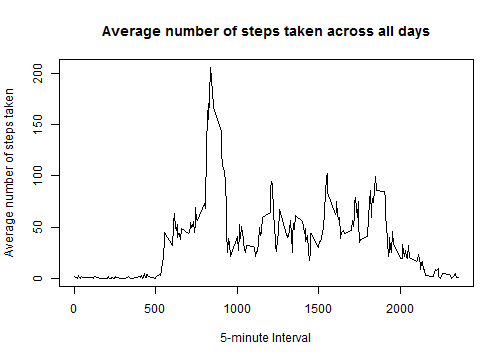 Average number of steps taken across all days
Average number of steps taken
200
150
100
50
0
0 500 1000 1500 2000
5-minute Interval